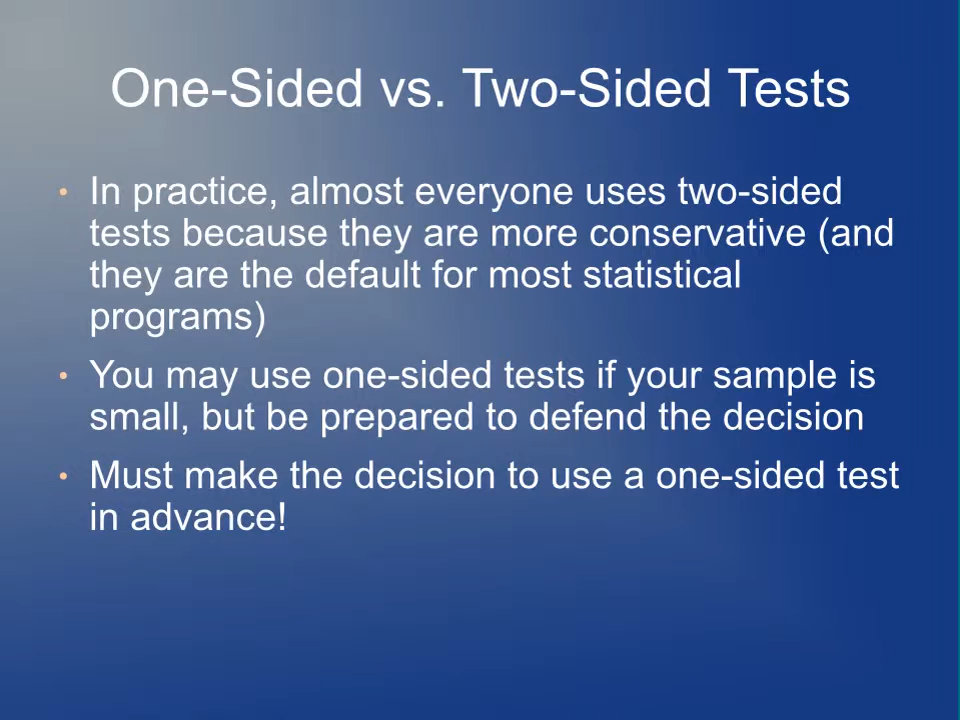 One-Sided vs. Two-Sided Tests
• In practice, almost everyone uses two-sided
tests because they are more conservative (and
they are the default for most statistical
programs)
• You may use one-sided tests if your sample is
small, but be prepared to defend the decision
• Must make the decision to use a one-sided test
in advance!